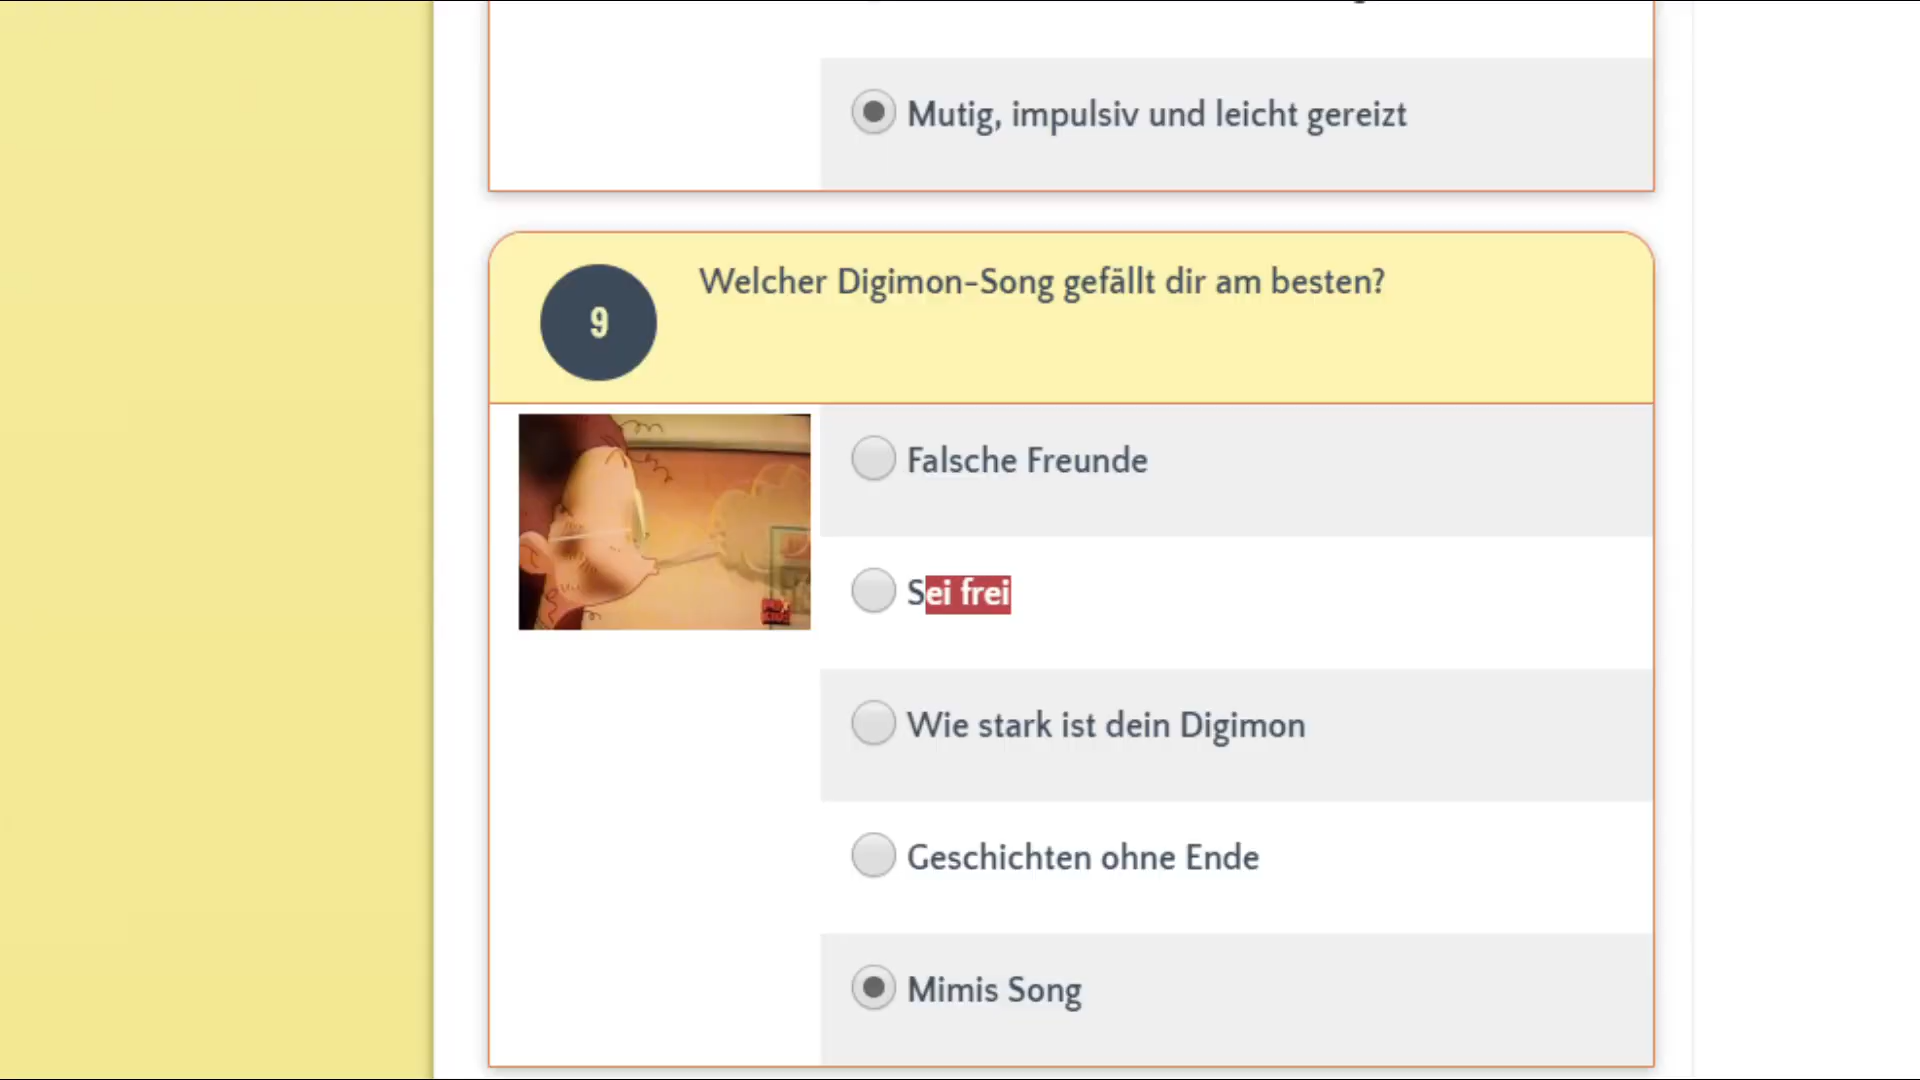 Mutig, impulsiv und leicht gereizt
9
Welcher Digimon-Song gefällt dir am besten?
Falsche Freunde
Sei frei
Wie stark ist dein Digimon
Geschichten ohne Ende
Mimis Song